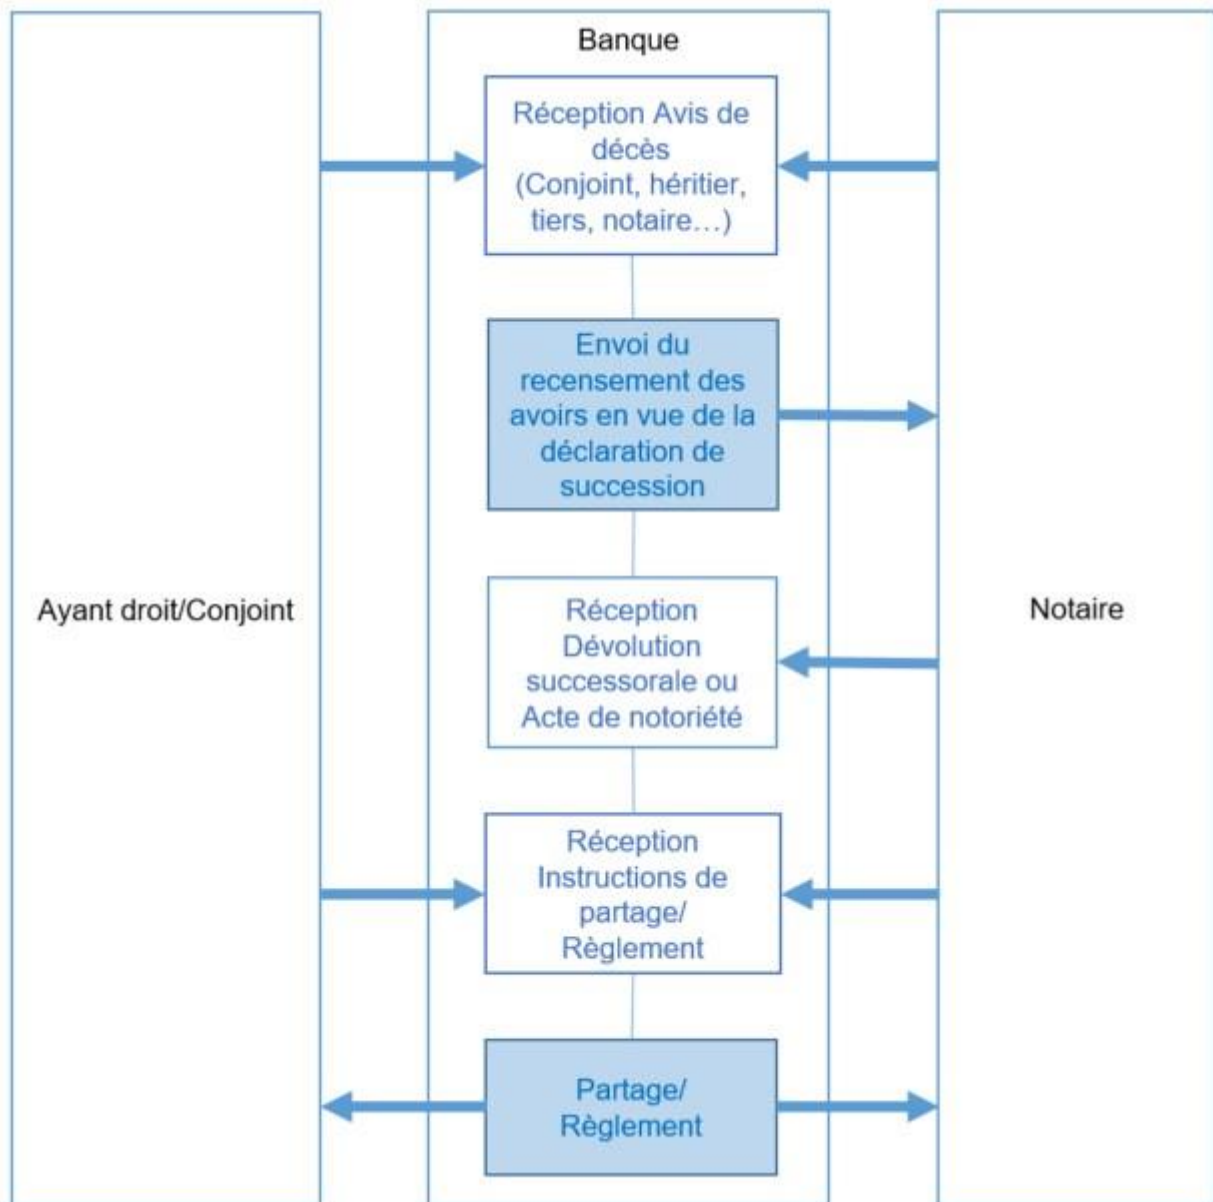 Banque
Réception Avis de
décès
(Conjoint, héritier,
tiers, notaire…)
Envoi du
recensement des
avoirs en vue de la
déclaration de
succession
Ayant droit/Conjoint
Réception
Dévolution
successorale ou
Acte de notoriété
Notaire
Réception
Instructions de
partage/
Règlement
Partage/
Règlement